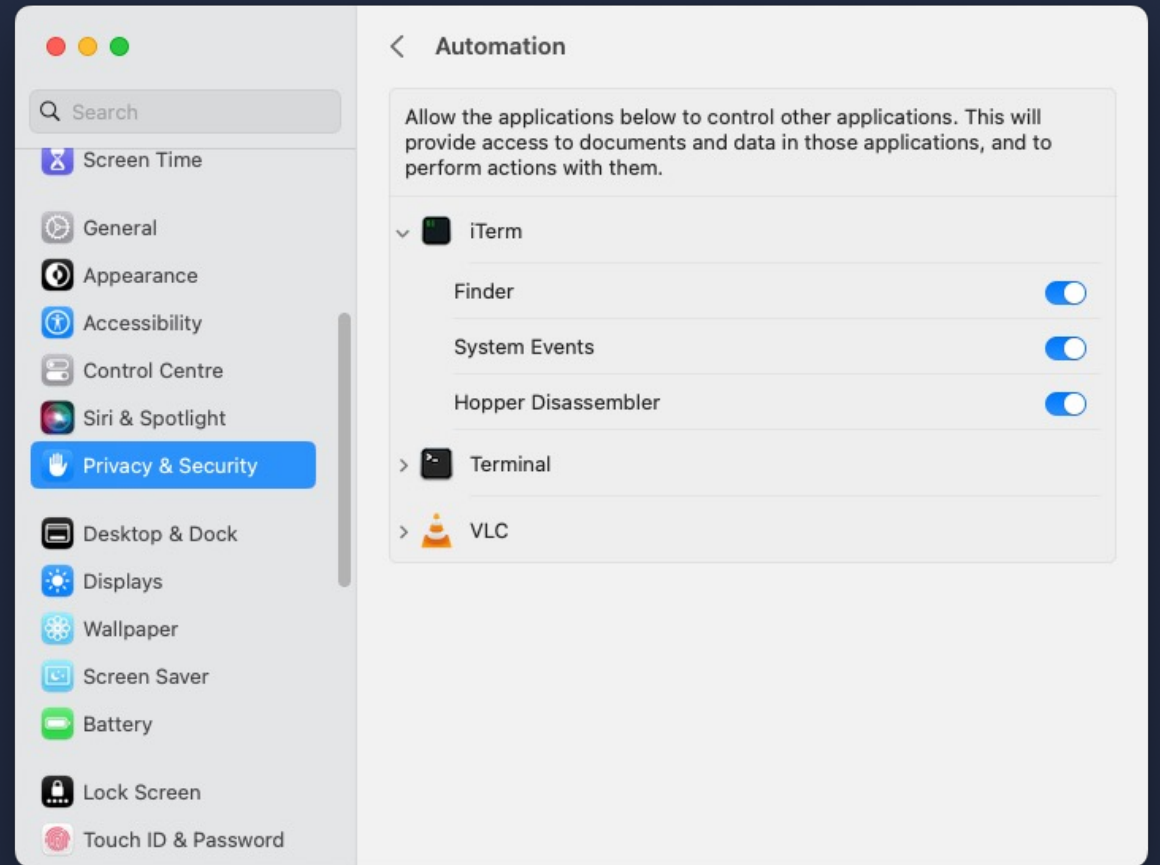 Search
Screen Time
General
Appearance
Accessibility
Control Centre
Siri & Spotlight
Privacy & Security
Desktop & Dock
Displays
Wallpaper
Screen Saver
Battery
Lock Screen
Touch ID & Password
Automation
Allow the applications below to control other applications. This will
provide access to documents and data in those applications, and to
perform actions with them.
iTerm
Finder
System Events
Hopper Disassembler
Terminal
VLC